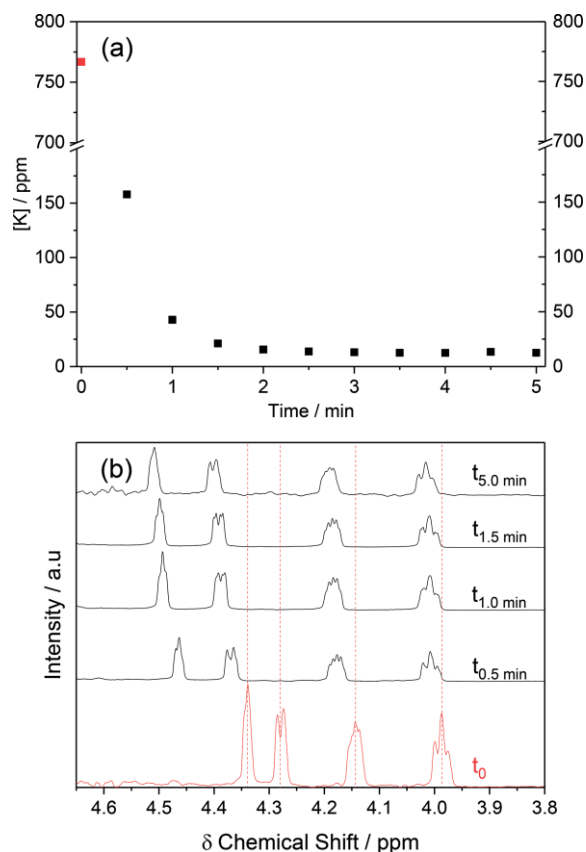 (a)
800
750
700
150
100
50
0
[K] / ppm
800
750
700
150
100
50
0
0 1 2 3 4 5
Time / min
(b)
t5.0 min
t1.5 min
t1.0 min
t0.5 min
t0
Intensity / a.u
4.6 4.5 4.4 4.3 4.2 4.1 4.0 3.9 3.8
δ Chemical Shift / ppm